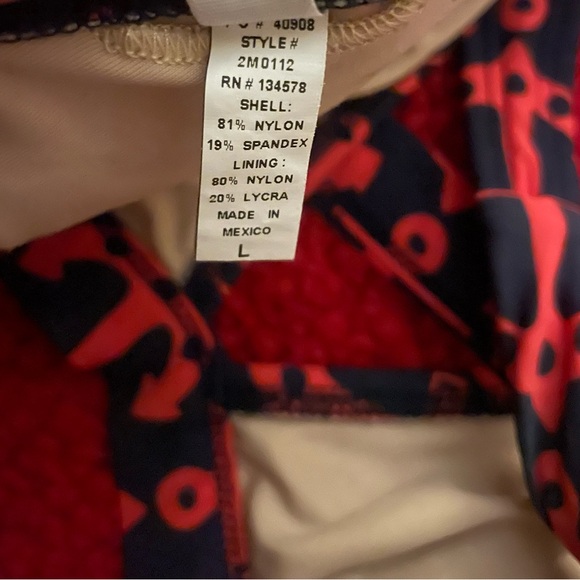 # 40908
STYLE #
2M0112
RN # 134578
SHELL:
81% NYLON
19% SPANDEX
LINING:
80% NYLON
20% LYCRA
MADE IN
MEXICO
L